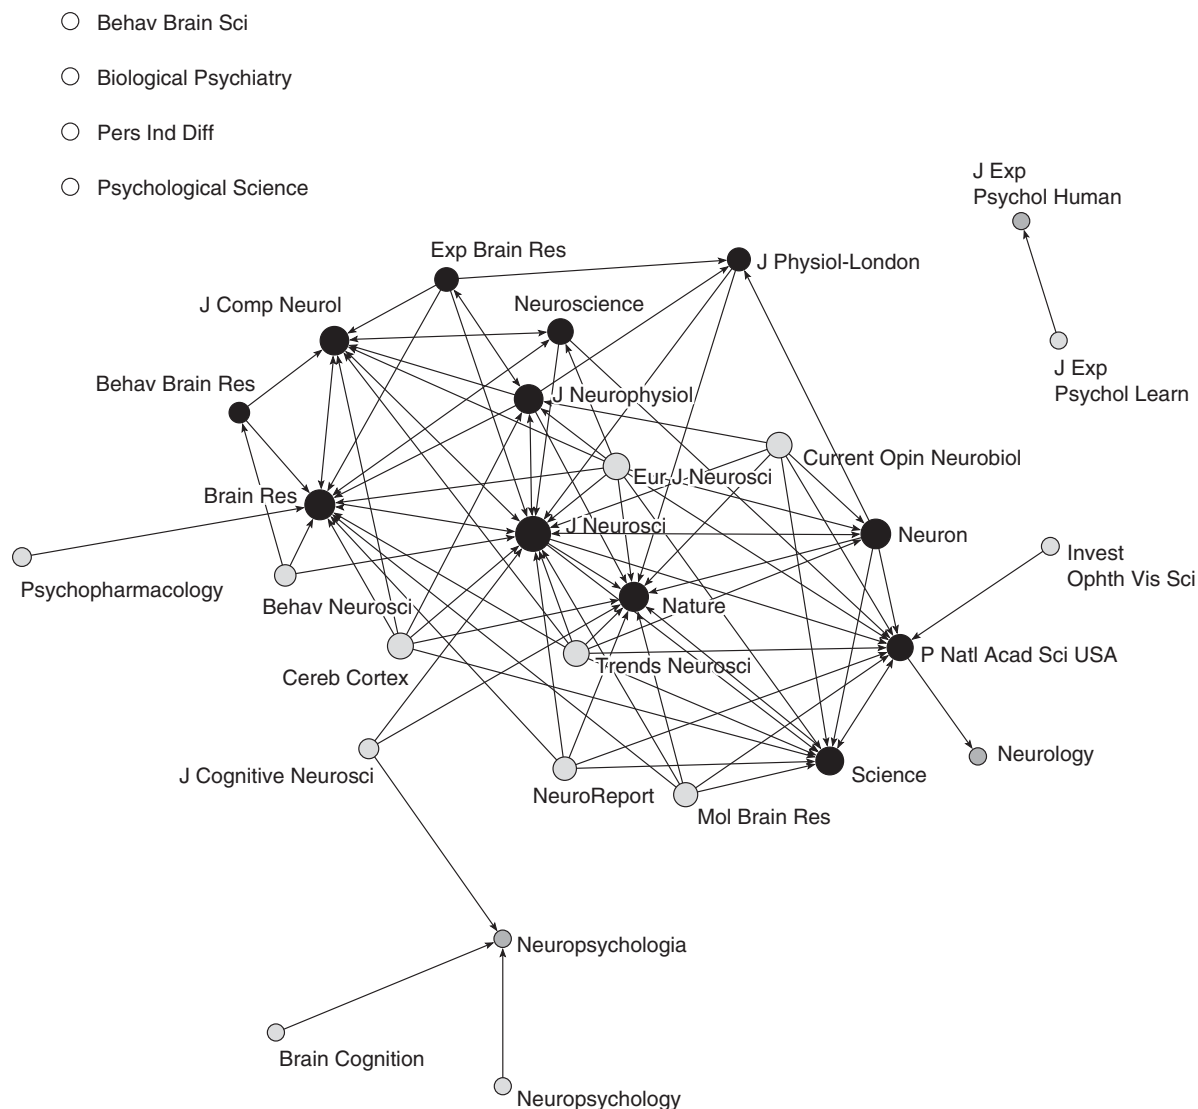 Behav Brain Sci
Biological Psychiatry
Pers Ind Diff
Psychological Science
J Exp
Psychol Human
Exp Brain Res
J Physiol-London
J Comp Neurol
Neuroscience
J Exp
Psychol Learn
Behav Brain Res
J Neurophysiol
Current Opin Neurobiol
Eur J Neurosci
Brain Res
J Neurosci
Neuron
Invest
Ophth Vis Sci
Psychopharmacology
Behav Neurosci
Nature
P Natl Acad Sci USA
Trends Neurosci
Cereb Cortex
Neurology
J Cognitive Neurosci
Science
NeuroReport
Mol Brain Res
Neuropsychologia
Brain Cognition
Neuropsychology